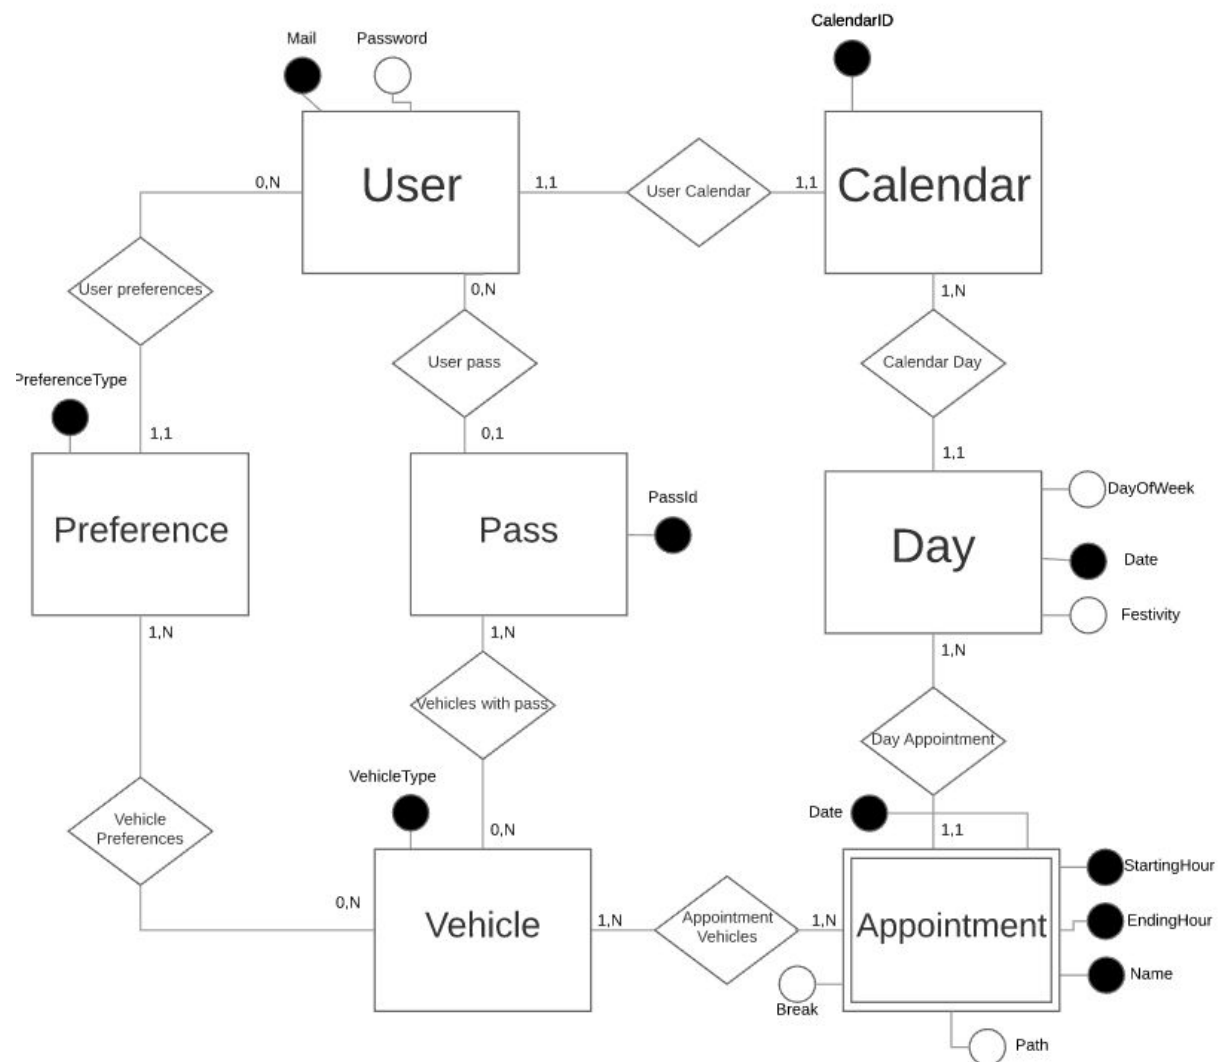 CalendarID
Mail
Password
User
Calendar
0,N
1,1
User Calendar
1,1
0,N
1,N
User preferences
User pass
Calendar Day
PreferenceType
1,1
0,1
1,1
Preference
Pass
PassId
Day
DayOfWeek
Date
Festivity
1,N
1,N
1,N
Vehicles with pass
Day Appointment
VehicleType
Vehicle
Preferences
0,N
Date
1,1
0,N
Vehicle
1,N
Appointment
Vehicles
1,N
Appointment
StartingHour
EndingHour
Name
Break
Path